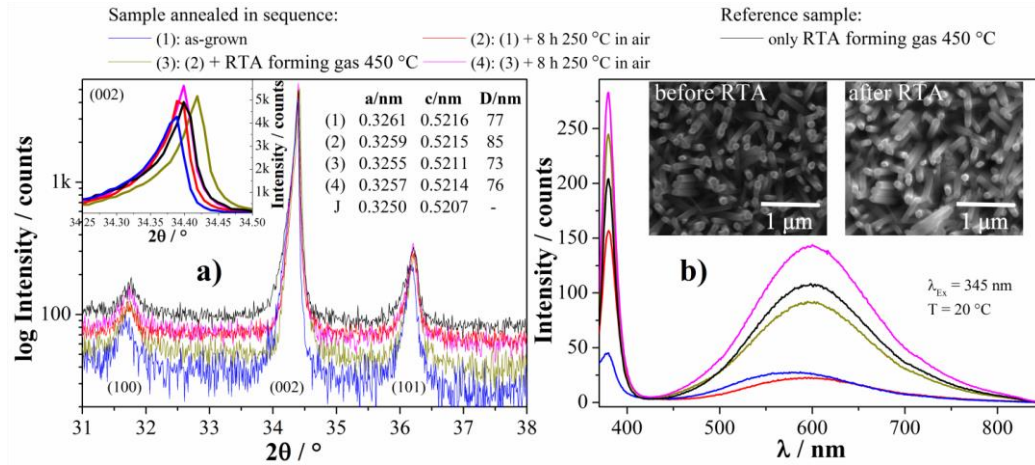 Sample annealed in sequence:
Reference sample:
(1): as-grown
(2): (1) + 8 h 250 °C in air
only RTA forming gas 450 °C
(3): (2) + RTA forming gas 450 °C
(4): (3) + 8 h 250 °C in air
(002)
5k
4k
3k
2k
1k
Intensity / counts
34.25 34.30 34.40 34.50
2θ / °
a/nm c/nm D/nm
(1) 0.3261 0.5216 77
(2) 0.3259 0.5215 85
(3) 0.3255 0.5211 73
(4) 0.3257 0.5214 76
J 0.3250 0.5207 -
log Intensity / counts
1k
100
a)
(100) (002) (101)
31 32 33 34 35 36 37 38
2θ / °
Intensity / counts
250
225
200
175
150
125
100
75
50
25
0
before RTA
1 µm
after RTA
1 µm
b)
λEx = 345 nm
T = 20 °C
400 500 600 700 800
λ / nm